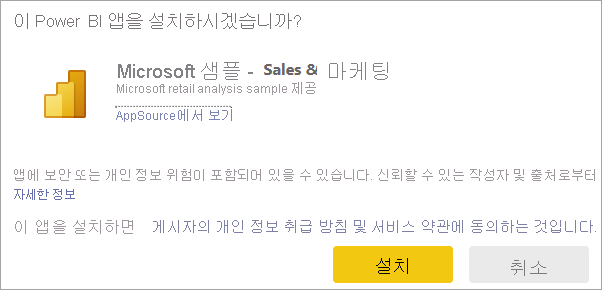 이 Power BI 앱을 설치하시겠습니까?
Microsoft 샘플 - Sales & 마케팅
Microsoft retail analysis sample 제공
AppSource에서 보기
앱에 보안 또는 개인 정보 위험이 포함되어 있을 수 있습니다. 신뢰할 수 있는 작성자 및 출처로부터
자세한 정보
이 앱을 설치하면 게시자의 개인 정보 취급 방침 및 서비스 약관에 동의하는 것입니다.
설치 취소